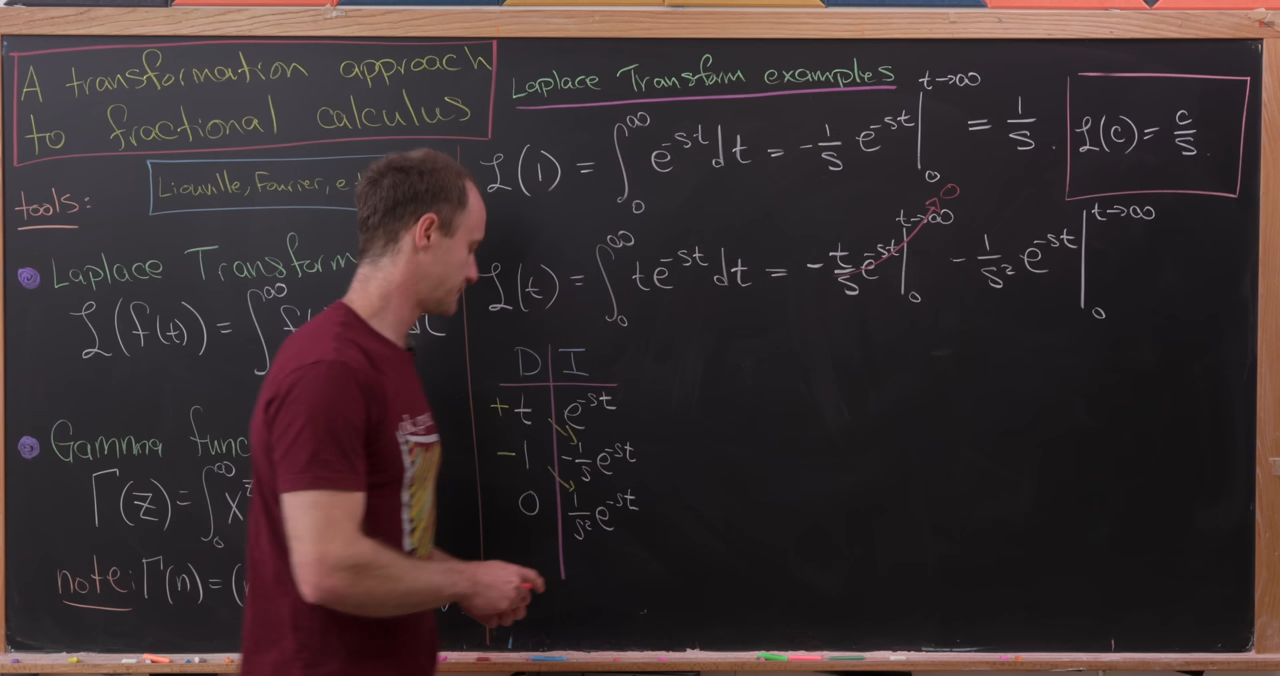 A transformation approach
to fractional calculus
Liouville, Fourier,
tools:
Laplace Transform
ℒ(f(t)) = ∫₀^∞
Gamma func
Γ(z) = ∫₀^∞ x
note: Γ(n) = (
Laplace Transform examples
ℒ(1) = ∫₀^∞ e^{-st} dt = -1/s e^{-st} |₀^{t→∞} = 1/s.
ℒ(c) = c/s.
ℒ(t) = ∫₀^∞ t e^{-st} dt = -t/s e^{-st} |₀^{t→∞} 0 - 1/s² e^{-st} |₀^{t→∞}
D I
+ t e^{-st}
- 1 -1/s e^{-st}
0 1/s² e^{-st}